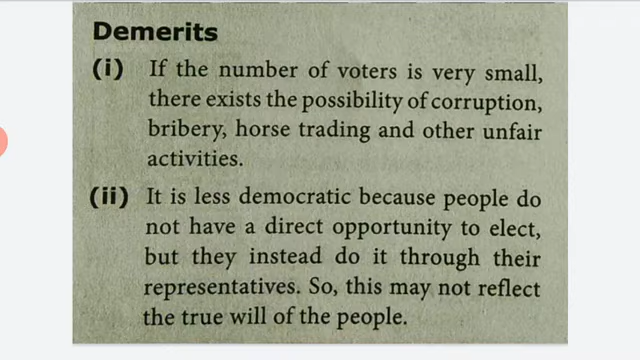 Demerits
(i) If the number of voters is very small,
there exists the possibility of corruption,
bribery, horse trading and other unfair
activities.
(ii) It is less democratic because people do
not have a direct opportunity to elect,
but they instead do it through their
representatives. So, this may not reflect
the true will of the people.